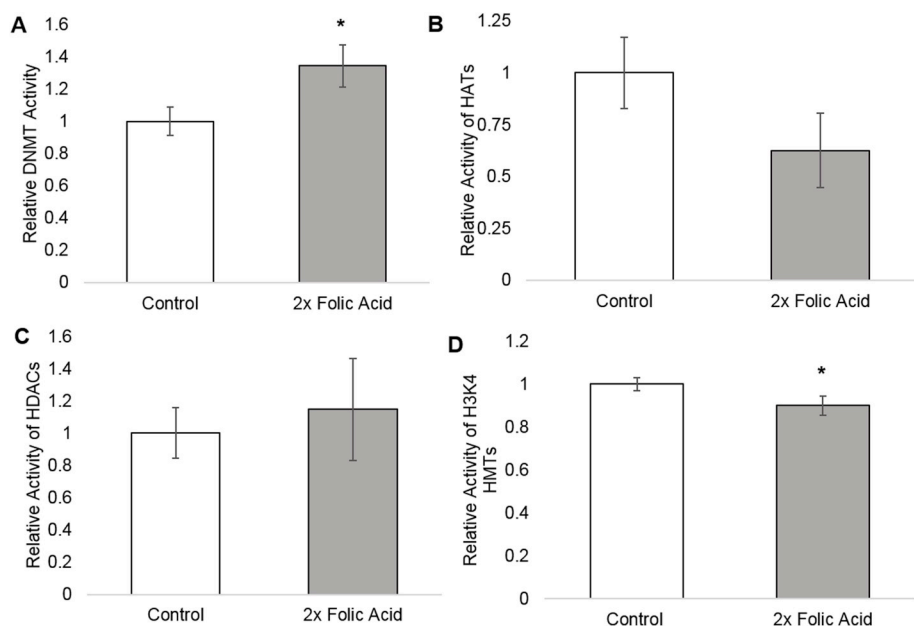 A
Relative DNMT Activity
1.6
1.4
1.2
1
0.8
0.6
0.4
0.2
0
*
Control
2x Folic Acid
B
Relative Activity of HATs
1.25
1
0.75
0.5
0.25
0
Control
2x Folic Acid
C
Relative Activity of HDACs
1.6
1.4
1.2
1
0.8
0.6
0.4
0.2
0
Control
2x Folic Acid
D
Relative Activity of H3K4
HMTs
1.2
1
0.8
0.6
0.4
0.2
0
*
Control
2x Folic Acid